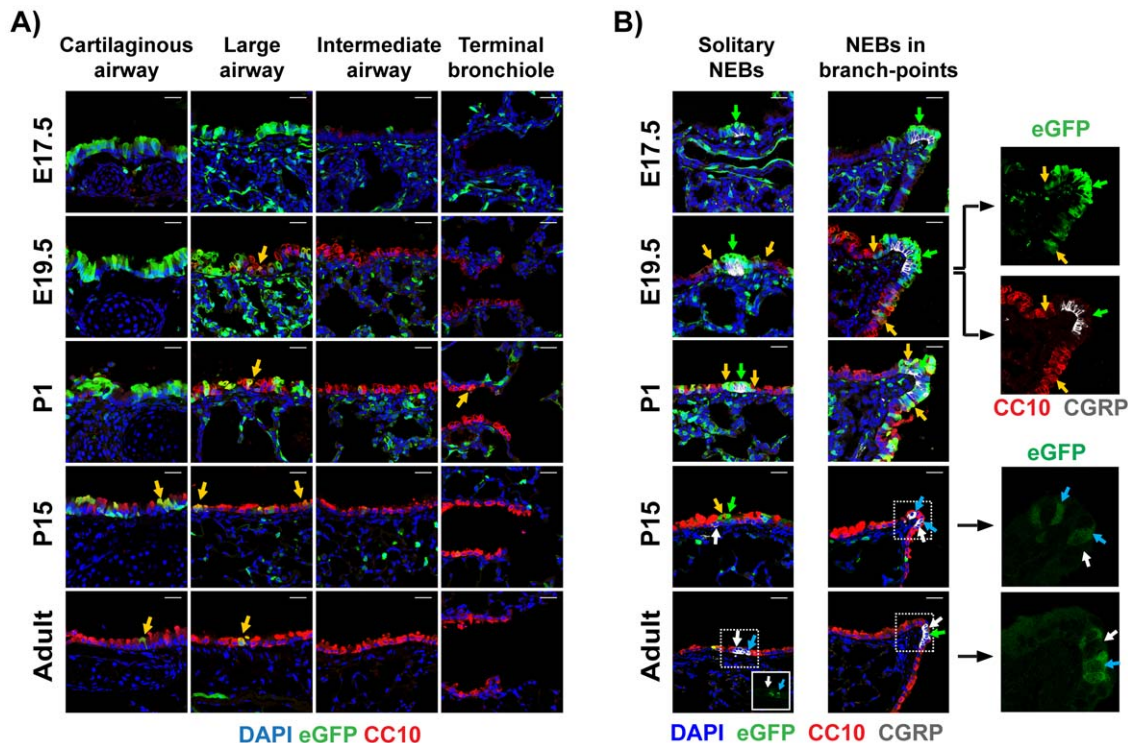 A)
Cartilaginous airway
Large airway
Intermediate airway
Terminal bronchiole
E17.5
E19.5
P1
P15
Adult
DAPI eGFP CC10
B)
Solitary NEBs
NEBs in branch-points
E17.5
E19.5
P1
P15
Adult
eGFP
CC10 CGRP
eGFP
DAPI eGFP CC10 CGRP